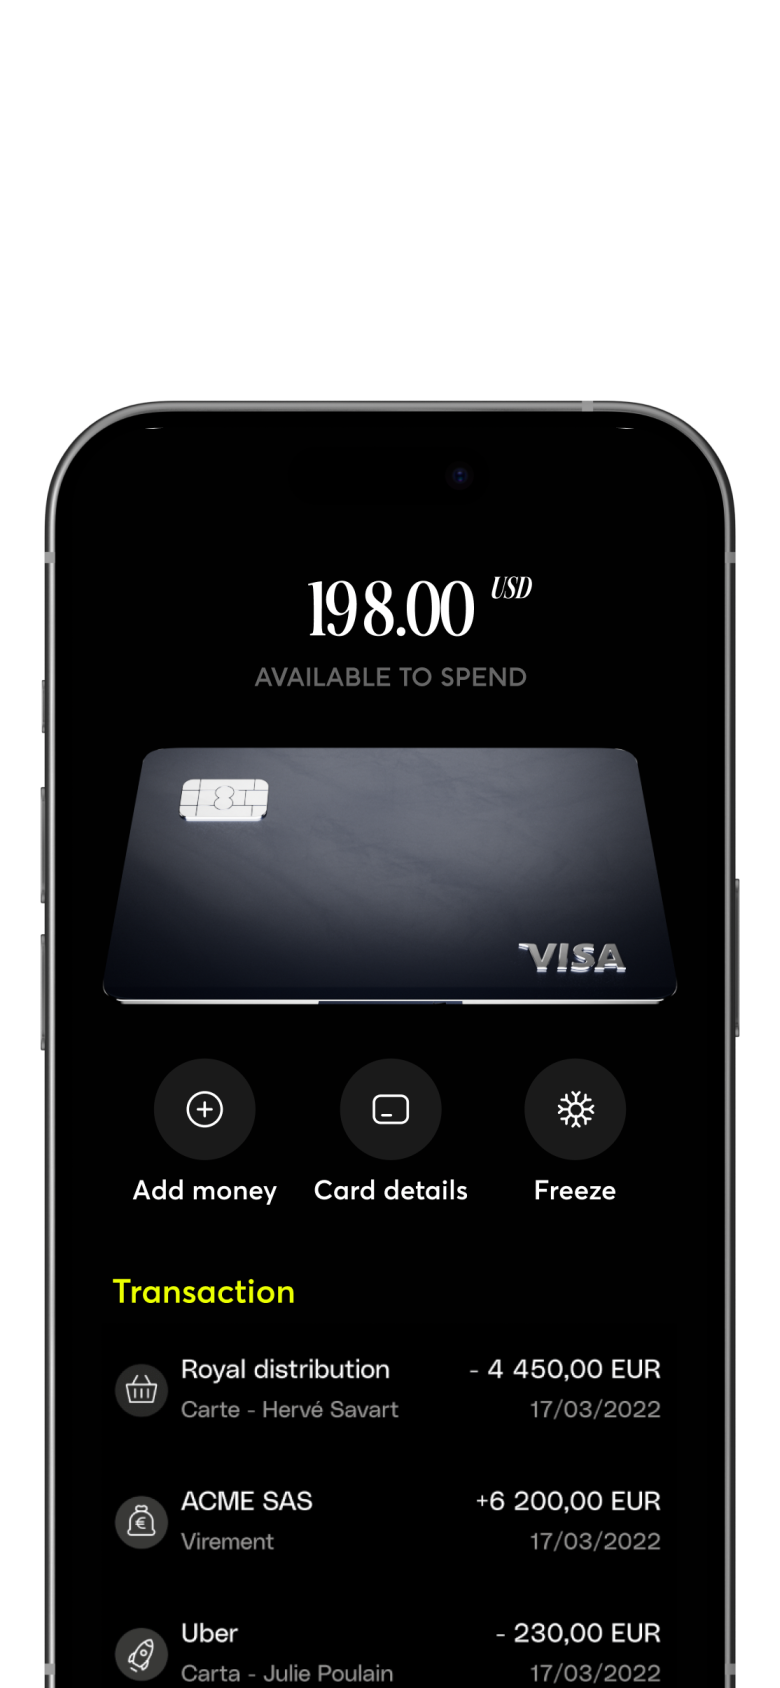 198.00 USD
AVAILABLE TO SPEND
VISA
Add money
Card details
Freeze
Transaction
Royal distribution
- 4 450,00 EUR
Carte - Hervé Savart
17/03/2022
ACME SAS
+6 200,00 EUR
Virement
17/03/2022
Uber
- 230,00 EUR
Carta - Julie Poulain
17/03/2022